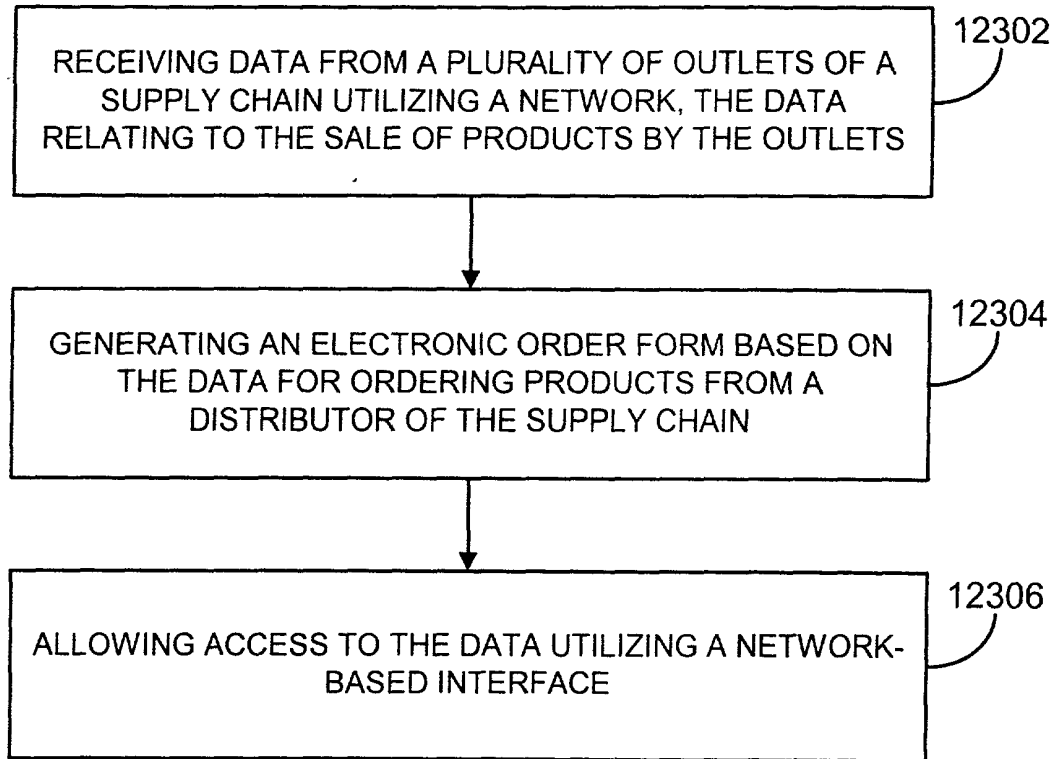 12302
RECEIVING DATA FROM A PLURALITY OF OUTLETS OF A
SUPPLY CHAIN UTILIZING A NETWORK, THE DATA
RELATING TO THE SALE OF PRODUCTS BY THE OUTLETS
12304
GENERATING AN ELECTRONIC ORDER FORM BASED ON
THE DATA FOR ORDERING PRODUCTS FROM A
DISTRIBUTOR OF THE SUPPLY CHAIN
12306
ALLOWING ACCESS TO THE DATA UTILIZING A NETWORK-
BASED INTERFACE